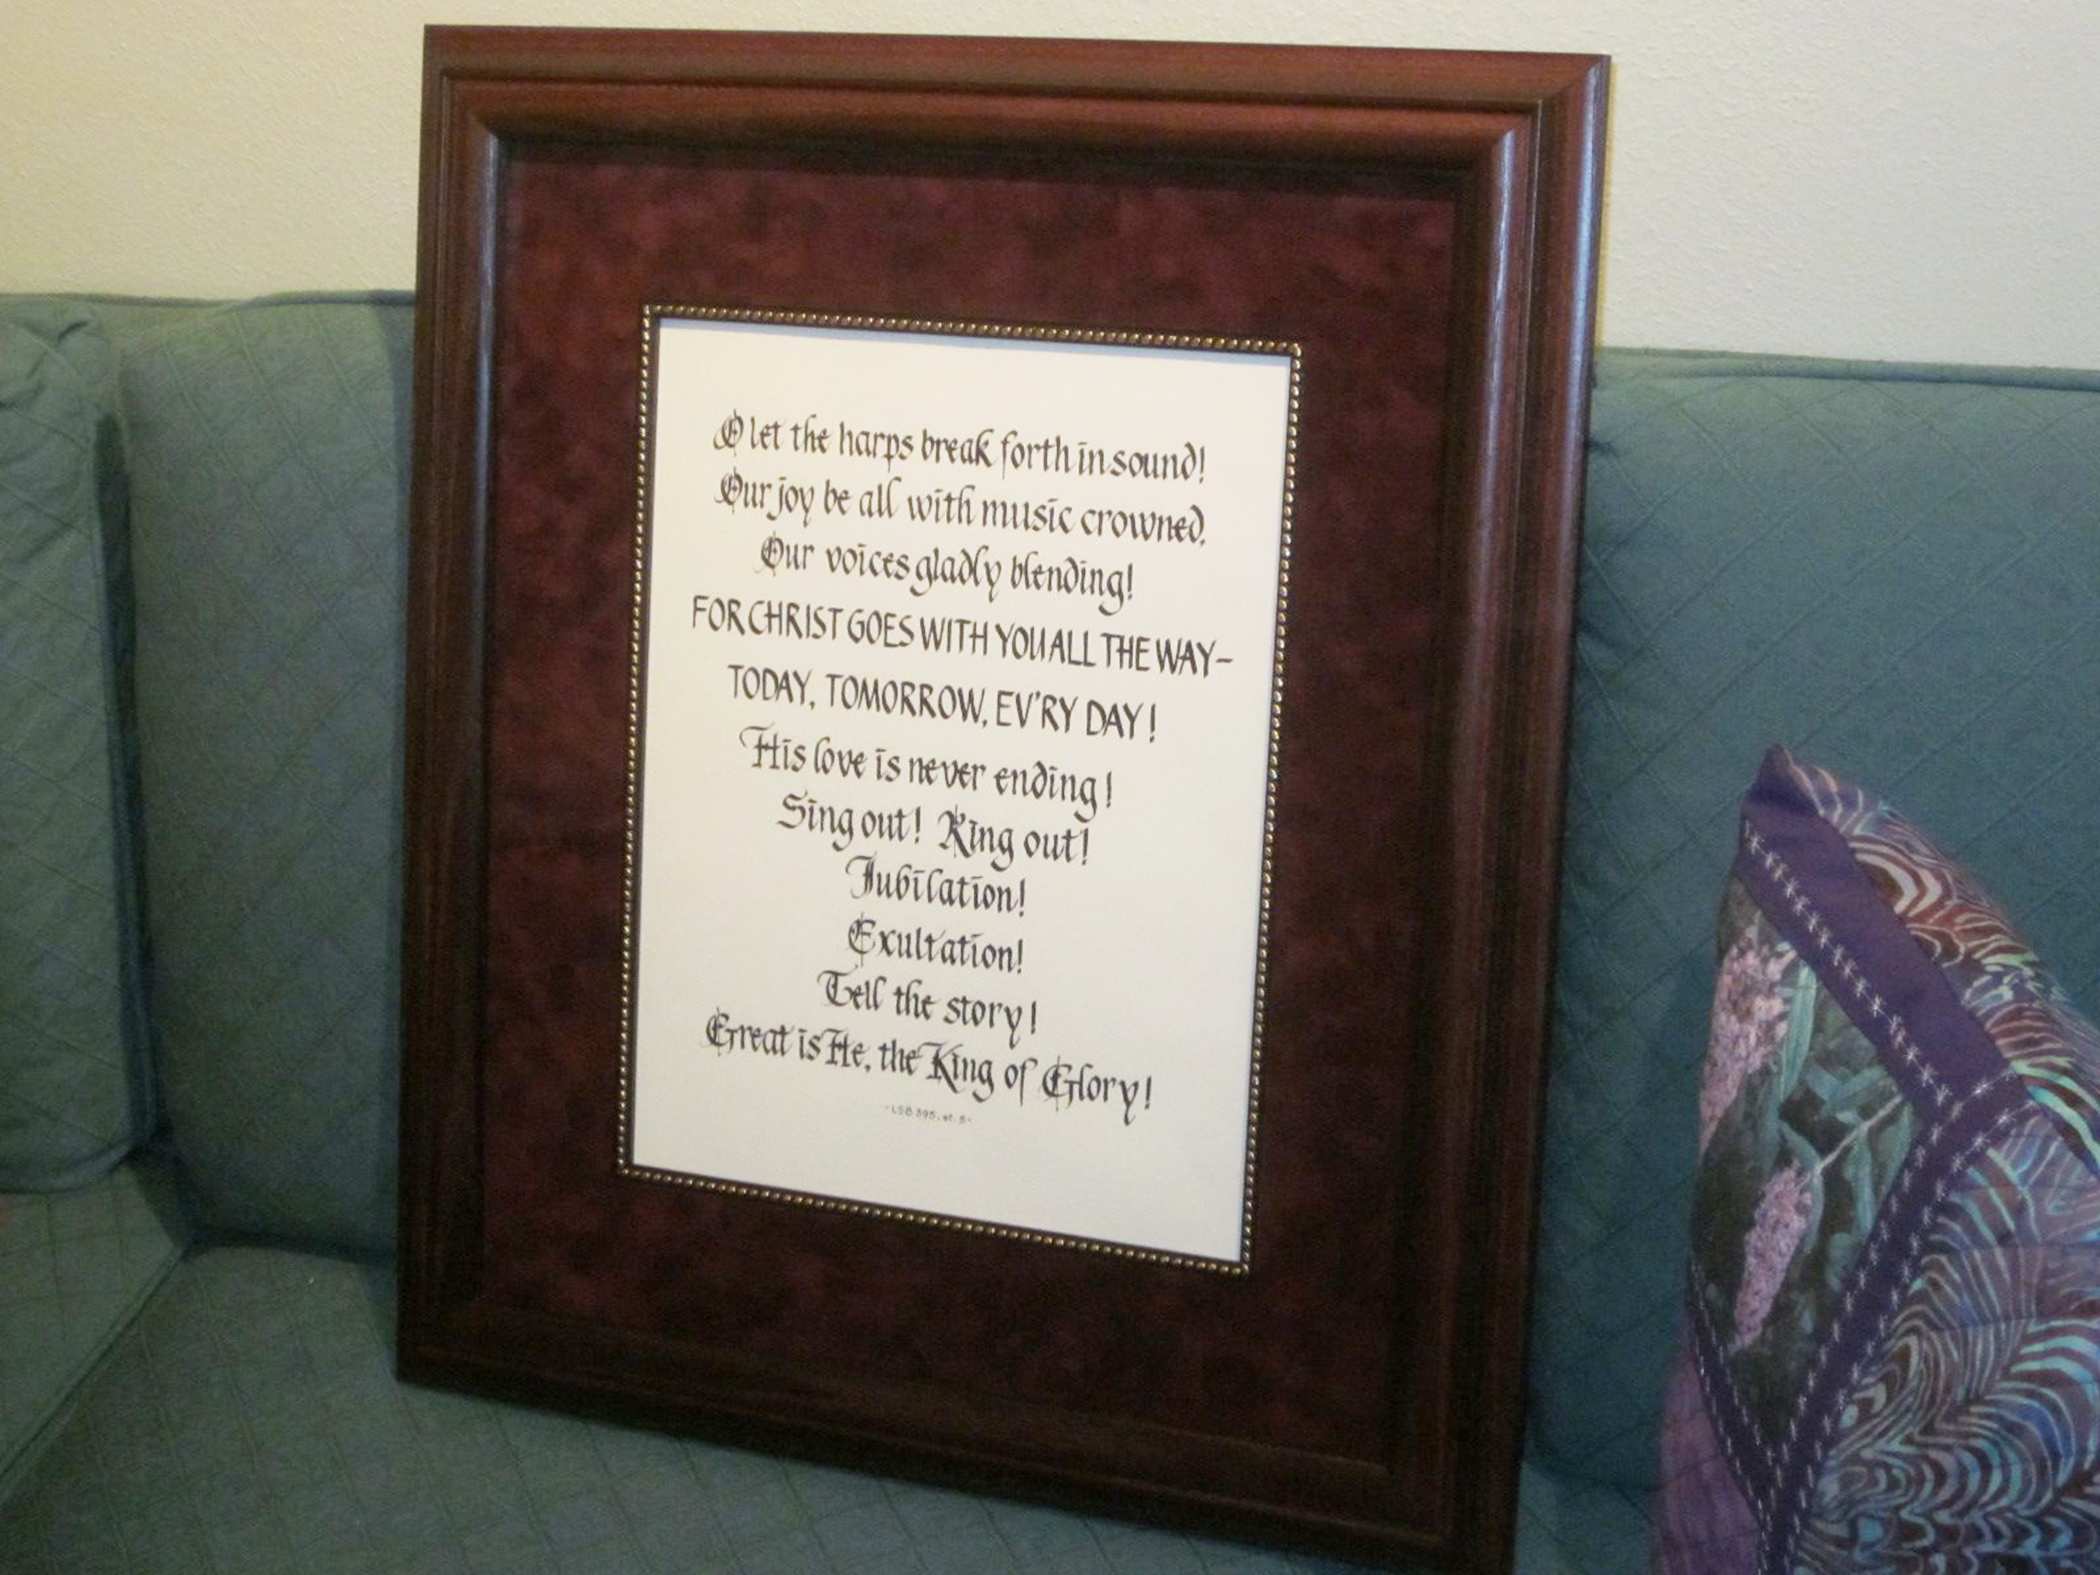 O let the harps break forth in sound!
Our joy be all with music crowned,
Our voices gladly blending!
FOR CHRIST GOES WITH YOU ALL THE WAY–
TODAY, TOMORROW, EV'RY DAY!
His love is never ending!
Sing out! Ring out!
Jubilation!
Exultation!
Tell the story!
Great is He, the King of Glory!
-LSB 395, st. 5-